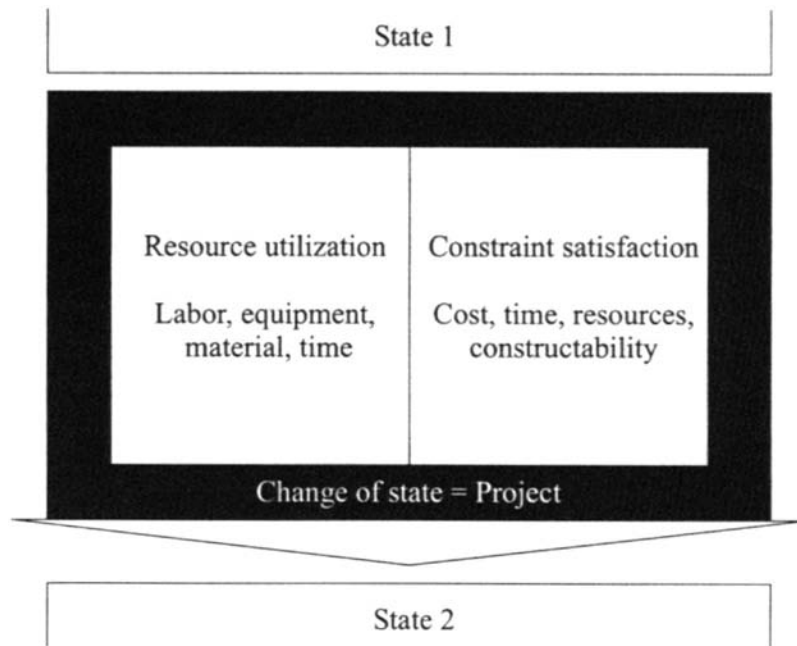 State 1
Resource utilization
Labor, equipment,
material, time
Constraint satisfaction
Cost, time, resources,
constructability
Change of state = Project
State 2